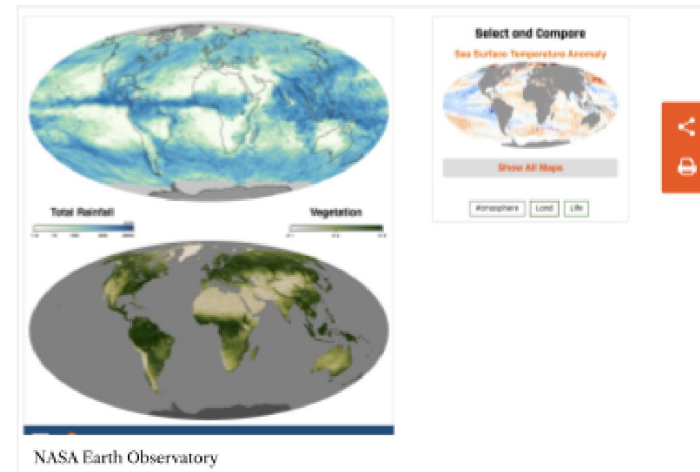 Select and Compare
Sea Surface Temperature Anomaly
Show All Maps
Atmosphere Land Life
Total Rainfall Vegetation
NASA Earth Observatory